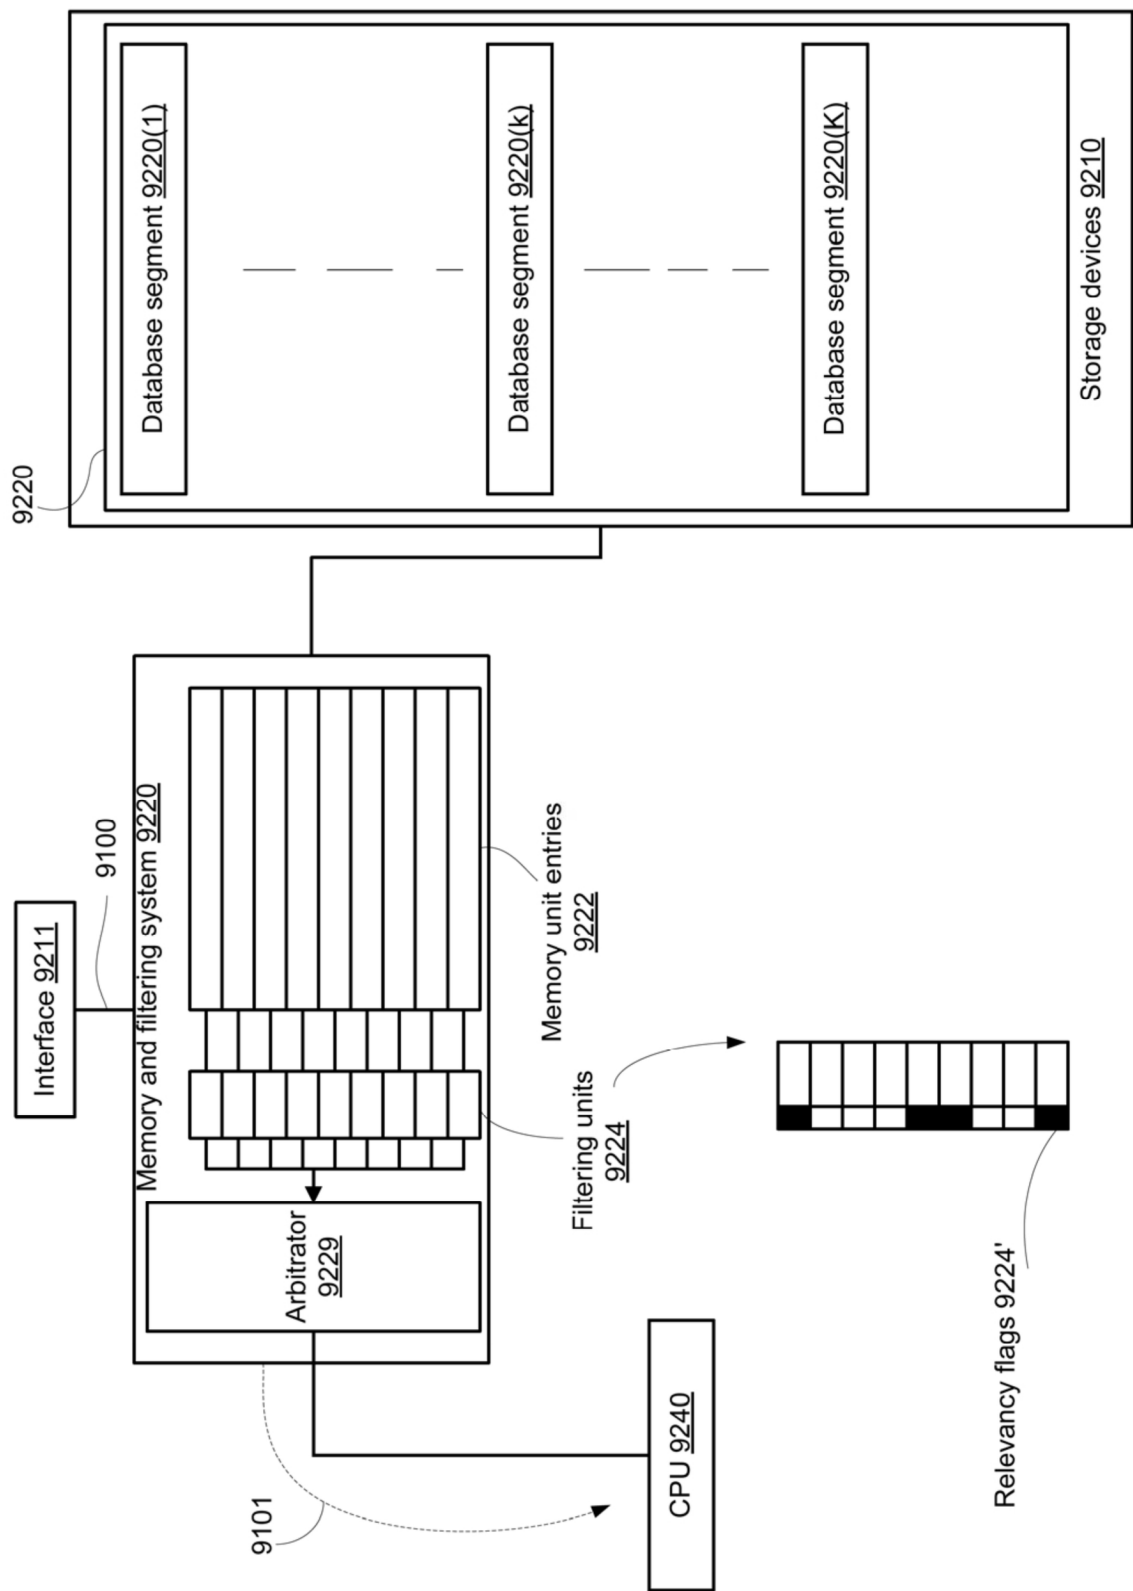 9220
Database segment 9220(1)
Database segment 9220(k)
Database segment 9220(K)
Storage devices 9210
Interface 9211
9100
Memory and filtering system 9220
Memory unit entries
9222
Filtering units
9224
Arbitrator
9229
9101
CPU 9240
Relevancy flags 9224'